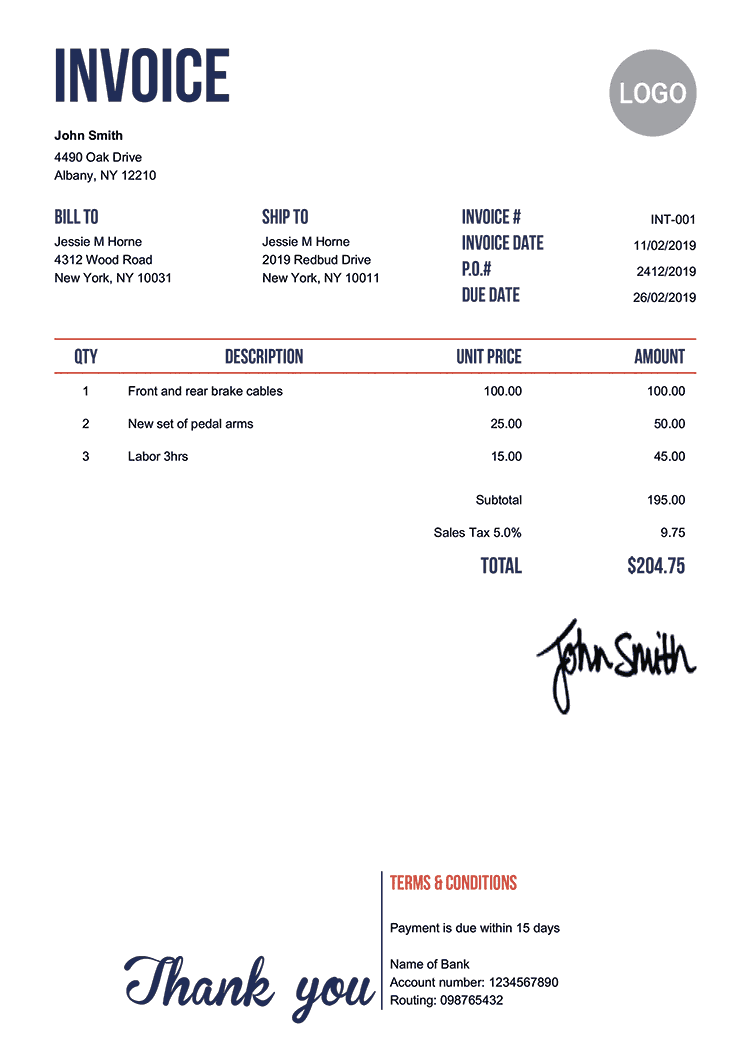 INVOICE
LOGO
John Smith
4490 Oak Drive
Albany, NY 12210
BILL TO
Jessie M Horne
4312 Wood Road
New York, NY 10031
SHIP TO
Jessie M Horne
2019 Redbud Drive
New York, NY 10011
INVOICE # INT-001
INVOICE DATE 11/02/2019
P.O.# 2412/2019
DUE DATE 26/02/2019
QTY DESCRIPTION UNIT PRICE AMOUNT
1 Front and rear brake cables 100.00 100.00
2 New set of pedal arms 25.00 50.00
3 Labor 3hrs 15.00 45.00
Subtotal 195.00
Sales Tax 5.0% 9.75
TOTAL $204.75
John Smith
Thank you
TERMS & CONDITIONS
Payment is due within 15 days
Name of Bank
Account number: 1234567890
Routing: 098765432